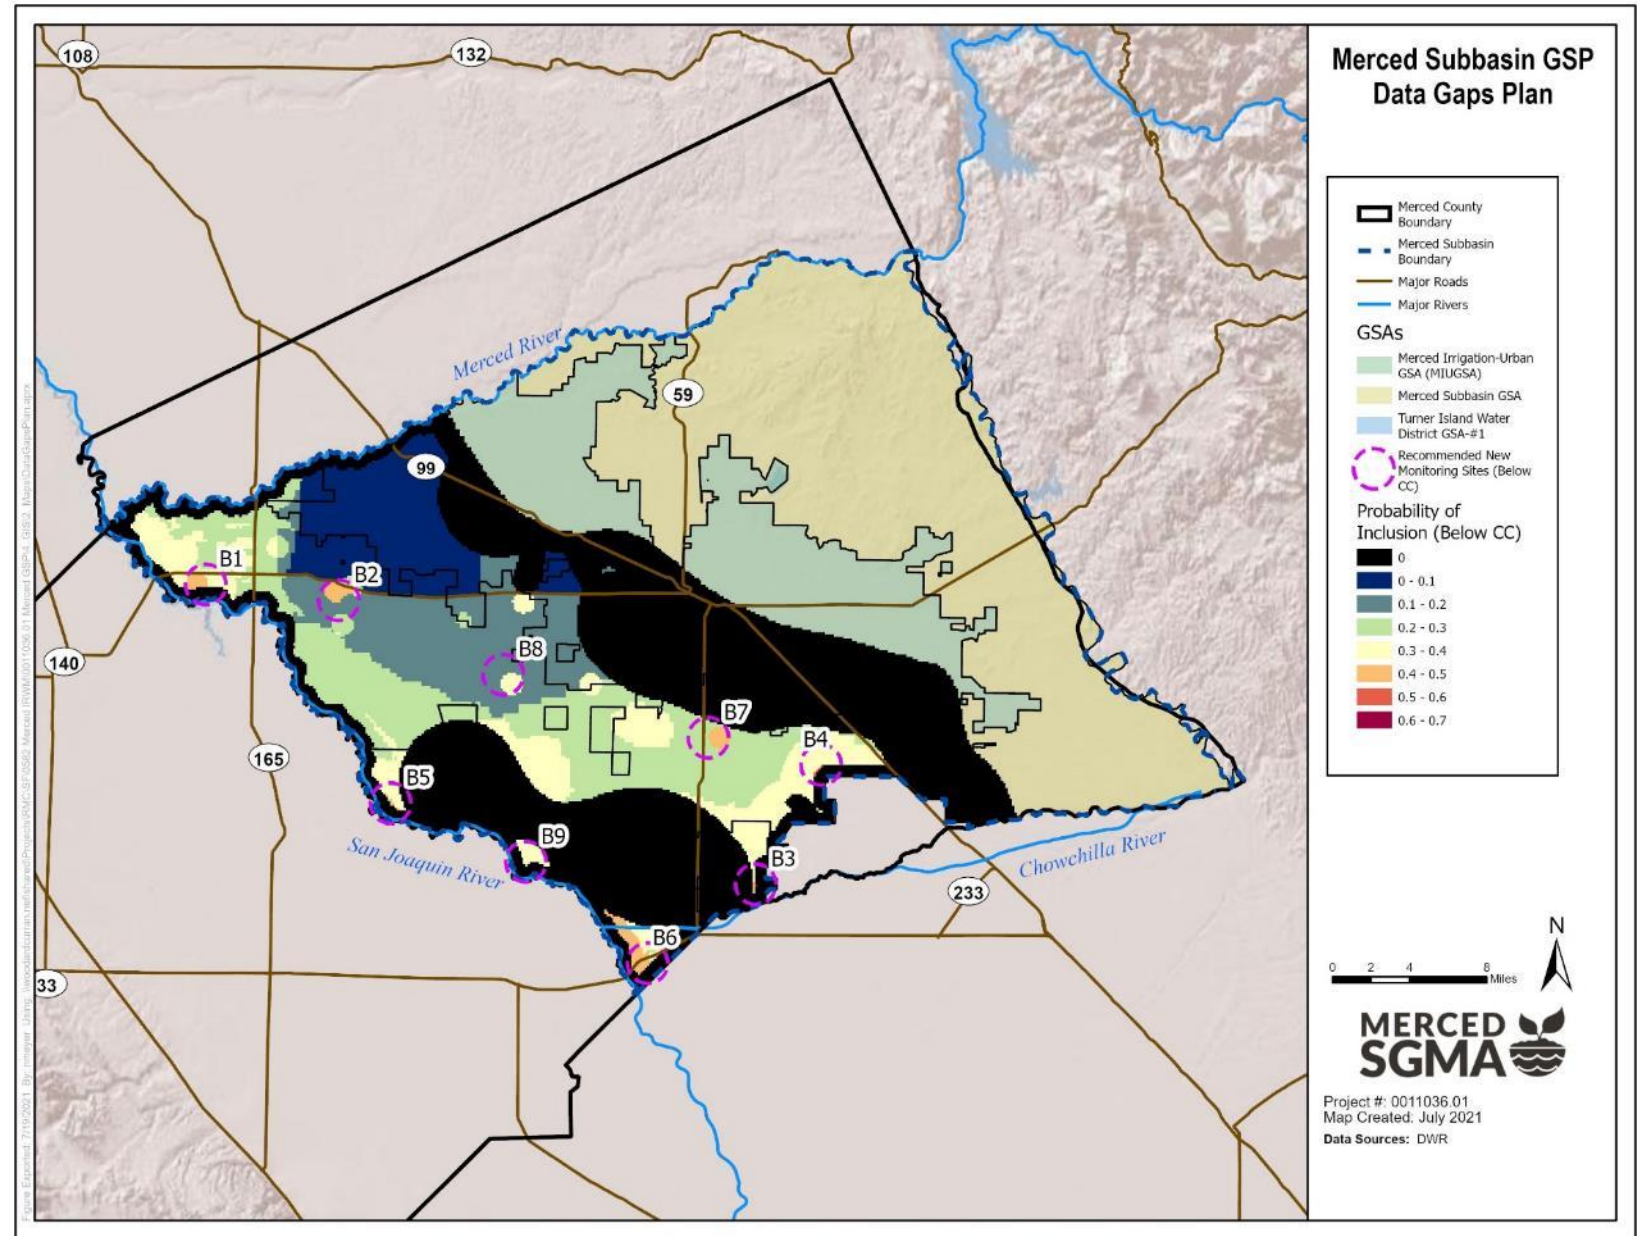 Merced Subbasin GSP
Data Gaps Plan
Merced County
Boundary
Merced Subbasin
Boundary
Major Roads
Major Rivers
GSAs
Merced Irrigation-Urban
GSA (MIUGSA)
Merced Subbasin GSA
Turner Island Water
District GSA-#1
Recommended New
Monitoring Sites (Below
CC)
Probability of
Inclusion (Below CC)
0
0 - 0.1
0.1 - 0.2
0.2 - 0.3
0.3 - 0.4
0.4 - 0.5
0.5 - 0.6
0.6 - 0.7
N
0 2 4 8
Miles
MERCED
SGMA
Project #: 0011036.01
Map Created: July 2021
Data Sources: DWR
108
132
Merced River
59
99
B1
B2
140
B8
B7
B4
165
B5
B9
San Joaquin River
B3
Chowchilla River
233
B6
33